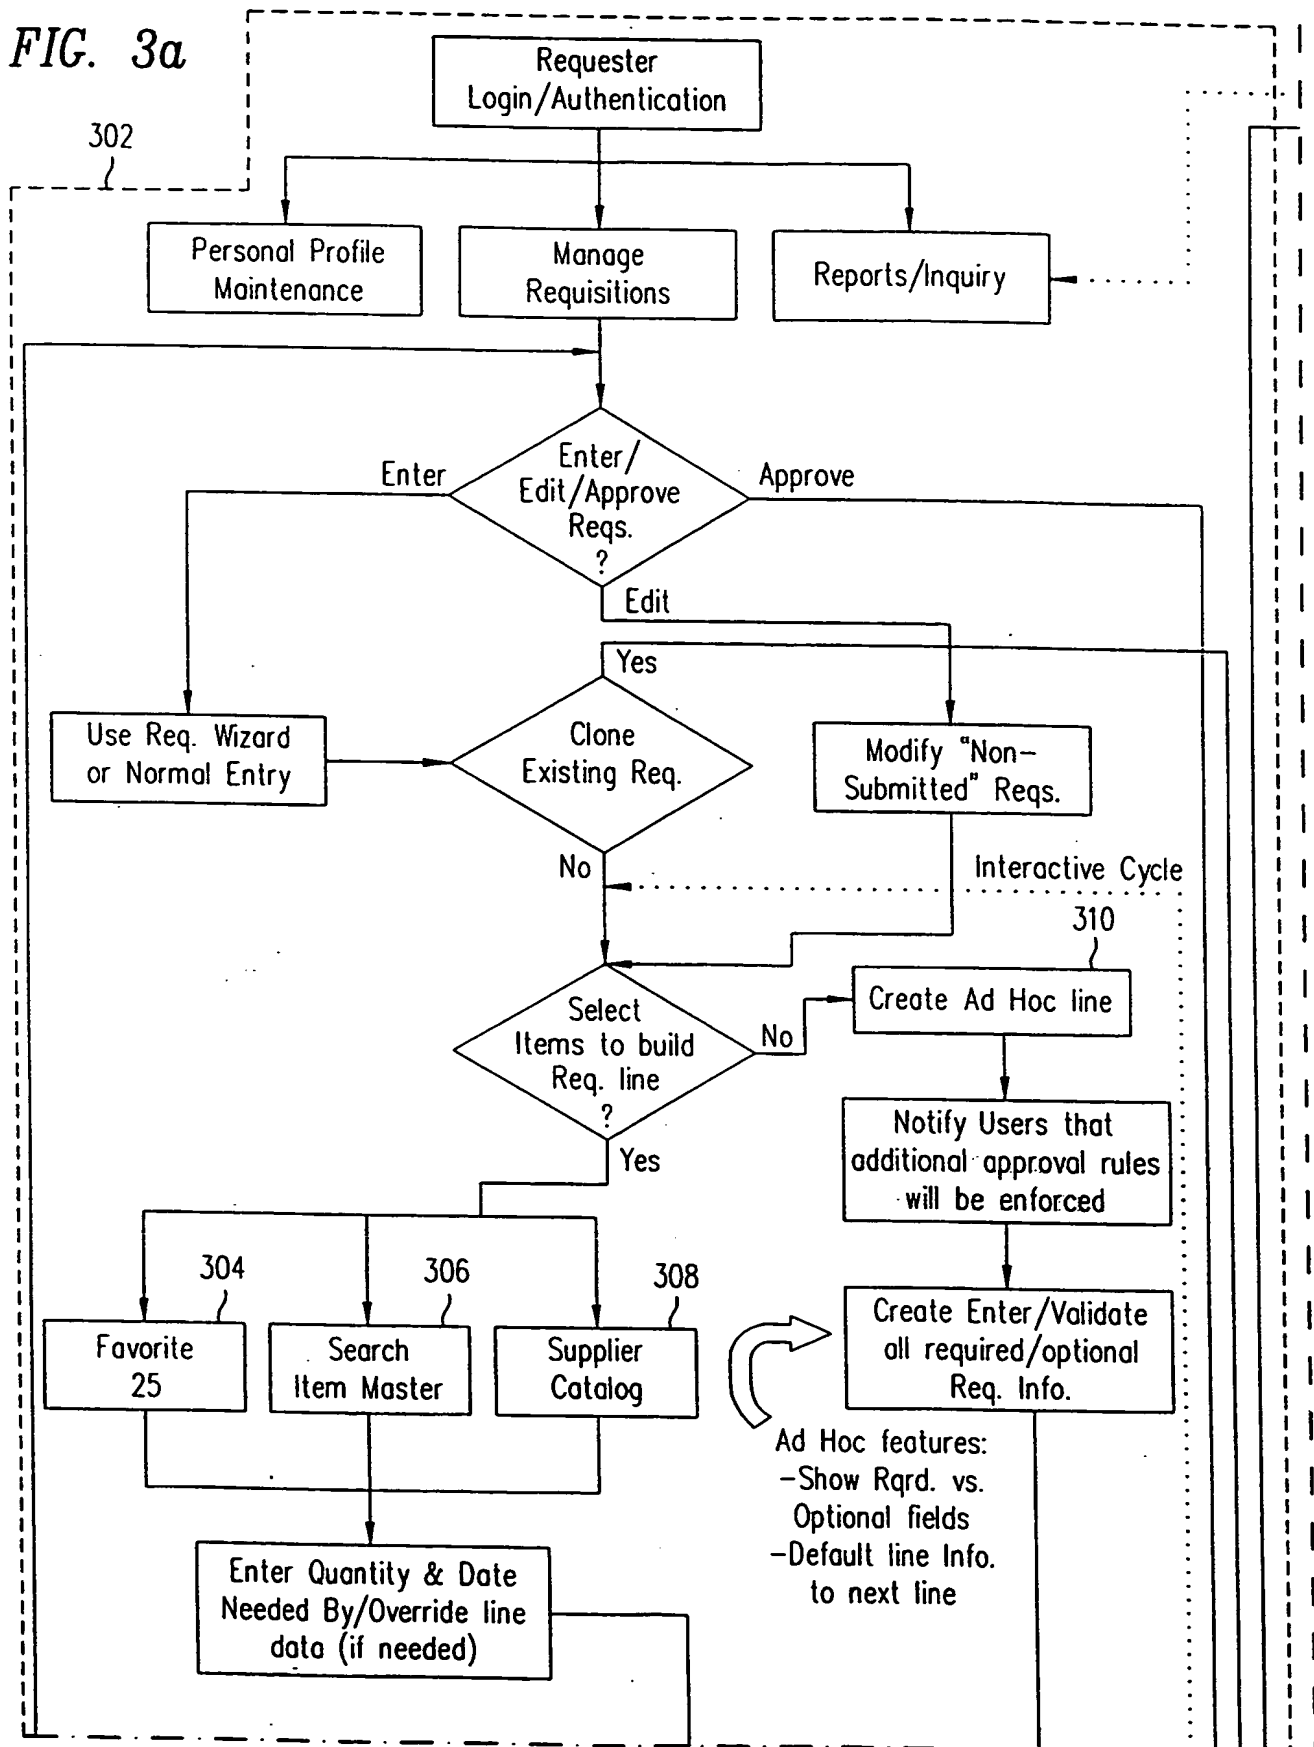 FIG. 3a
302
Requester
Login/Authentication
Personal Profile
Maintenance
Manage
Requisitions
Reports/Inquiry
Enter/
Edit/Approve
Reqs.
?
Enter
Approve
Edit
Yes
Use Req. Wizard
or Normal Entry
Clone
Existing Req.
Modify "Non-
Submitted" Reqs.
No
Interactive Cycle
310
Select
Items to build
Req. line
?
No
Create Ad Hoc line
Yes
Notify Users that
additional approval rules
will be enforced
304
306
308
Favorite
25
Search
Item Master
Supplier
Catalog
Create Enter/Validate
all required/optional
Req. Info.
Ad Hoc features:
-Show Rqrd. vs.
Optional fields
-Default line Info.
to next line
Enter Quantity & Date
Needed By/Override line
data (if needed)